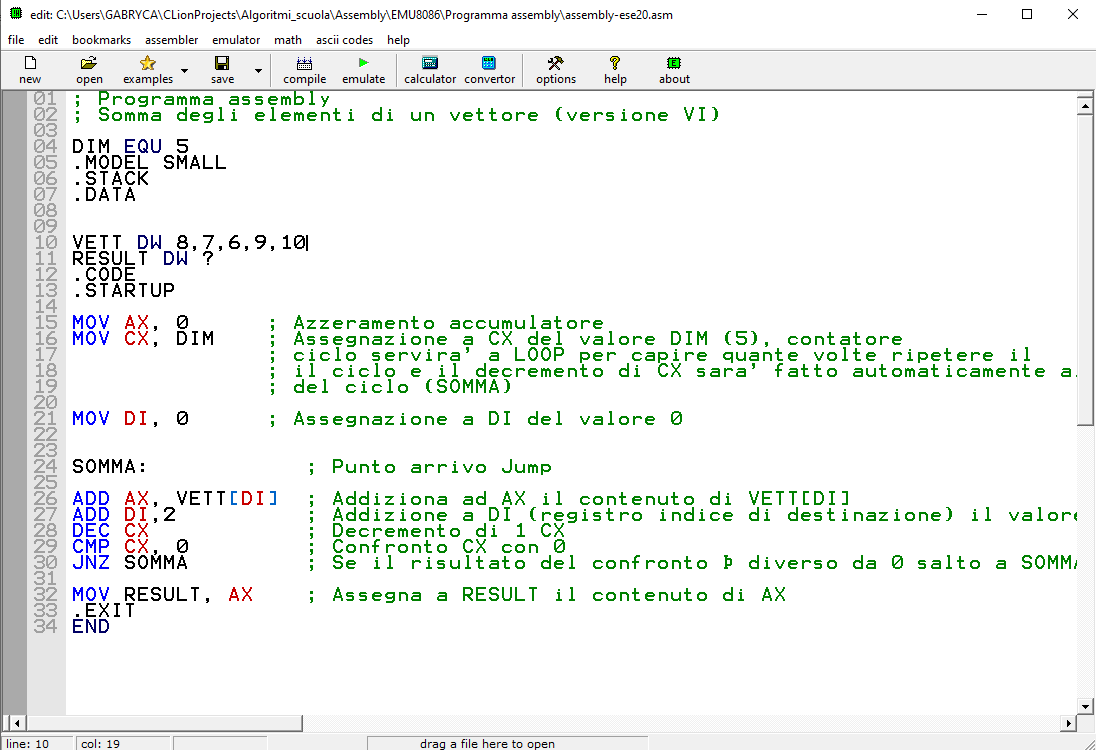 edit: C:\Users\GABRYCA\CLionProjects\Algoritmi_scuola\Assembly\EMU8086\Programma assembly\assembly-ese20.asm
file edit bookmarks assembler emulator math ascii codes help
new open examples save compile emulate calculator convertor options help about
01 ; Programma assembly
02 ; Somma degli elementi di un vettore (versione VI)
03
04 DIM EQU 5
05 .MODEL SMALL
06 .STACK
07 .DATA
08
09
10 VETT DW 8,7,6,9,10
11 RESULT DW ?
12 .CODE
13 .STARTUP
14
15 MOV AX, 0 ; Azzeramento accumulatore
16 MOV CX, DIM ; Assegnazione a CX del valore DIM (5), contatore
17 ; ciclo servira' a LOOP per capire quante volte ripetere il
18 ; il ciclo e il decremento di CX sara' fatto automaticamente a
19 ; del ciclo (SOMMA)
20
21 MOV DI, 0 ; Assegnazione a DI del valore 0
22
23
24 SOMMA: ; Punto arrivo Jump
25
26 ADD AX, VETT[DI] ; Addiziona ad AX il contenuto di VETT[DI]
27 ADD DI,2 ; Addizione a DI (registro indice di destinazione) il valore
28 DEC CX ; Decremento di 1 CX
29 CMP CX, 0 ; Confronto CX con 0
30 JNZ SOMMA ; Se il risultato del confronto Þ diverso da 0 salto a SOMMA
31
32 MOV RESULT, AX ; Assegna a RESULT il contenuto di AX
33 .EXIT
34 END
line: 10 col: 19 drag a file here to open